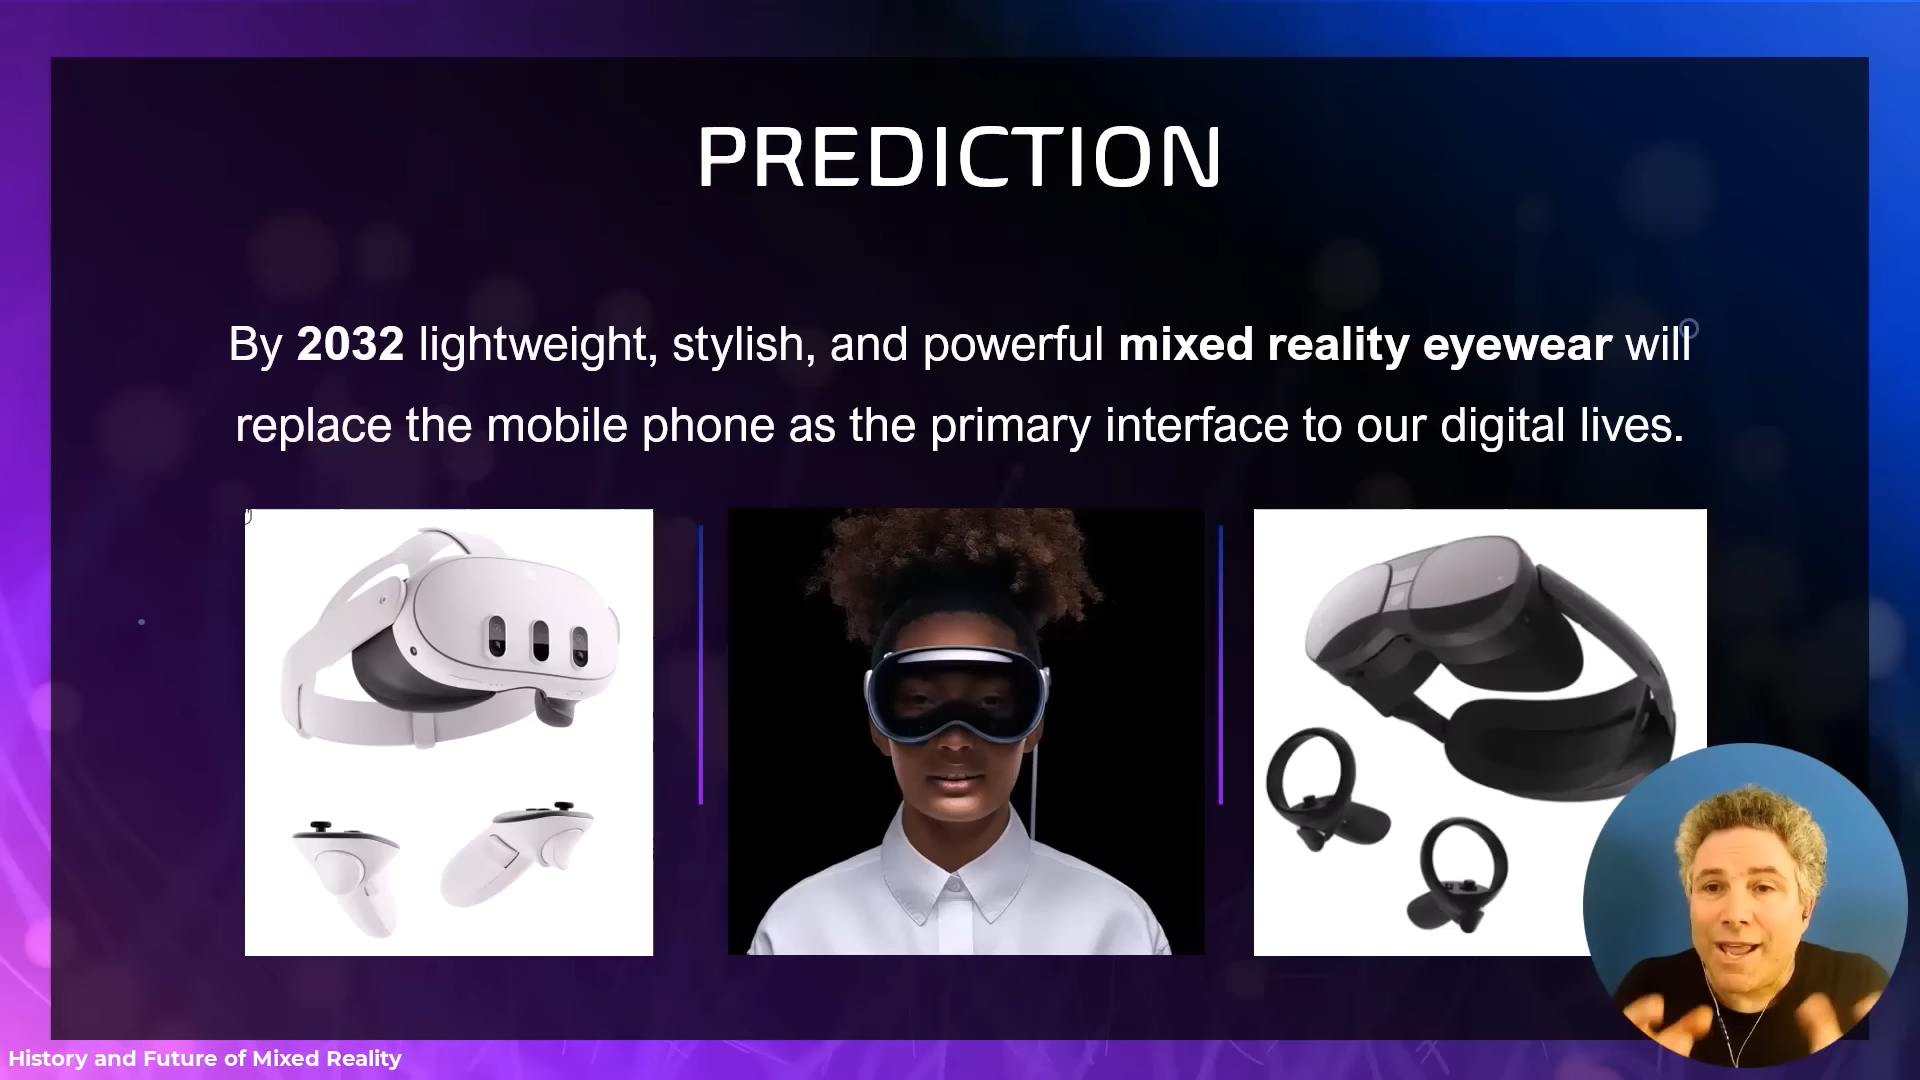 PREDICTION
By 2032 lightweight, stylish, and powerful mixed reality eyewear will
replace the mobile phone as the primary interface to our digital lives.
History and Future of Mixed Reality